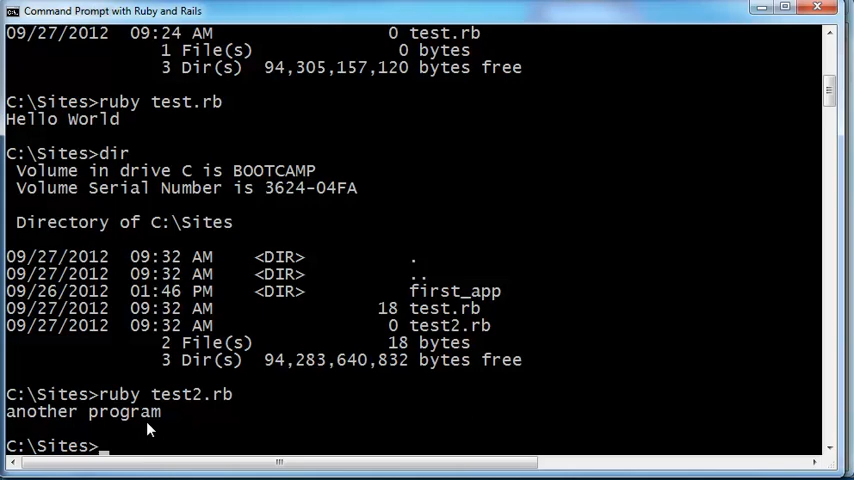 Command Prompt with Ruby and Rails
09/27/2012  09:24 AM                 0 test.rb
               1 File(s)              0 bytes
               3 Dir(s)  94,305,157,120 bytes free
C:\Sites>ruby test.rb
Hello World
C:\Sites>dir
 Volume in drive C is BOOTCAMP
 Volume Serial Number is 3624-04FA
 Directory of C:\Sites
09/27/2012  09:32 AM    <DIR>          .
09/27/2012  09:32 AM    <DIR>          ..
09/26/2012  01:46 PM    <DIR>          first_app
09/27/2012  09:32 AM                18 test.rb
09/27/2012  09:32 AM                 0 test2.rb
               2 File(s)             18 bytes
               3 Dir(s)  94,283,640,832 bytes free
C:\Sites>ruby test2.rb
another program
C:\Sites>_